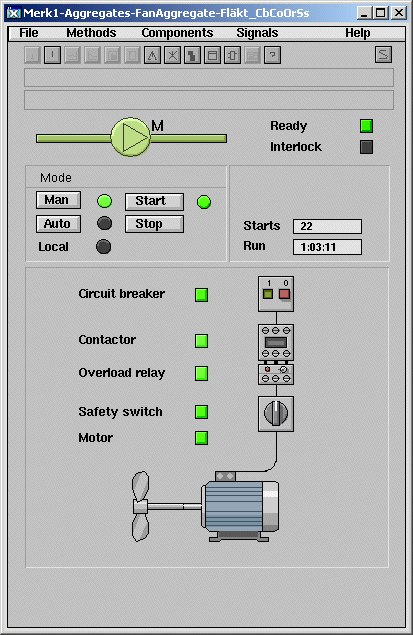 Merk1-Aggregates-FanAggregate-Fläkt_CbCoOrSs
File Methods Components Signals Help
M
Ready
Interlock
Mode
Man Start
Auto Stop
Local
Starts 22
Run 1:03:11
Circuit breaker
1 0
Contactor
Overload relay
Safety switch
Motor